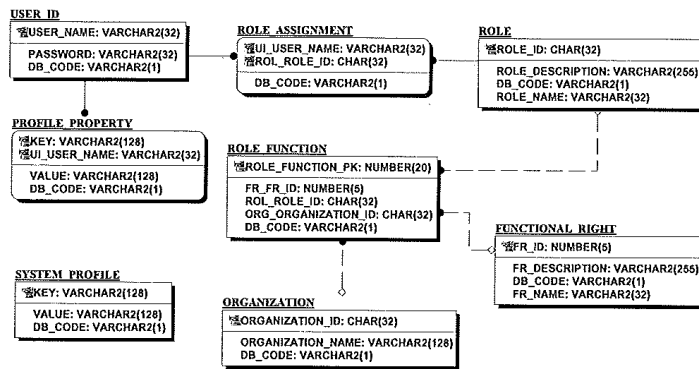 USER_ID
USER_NAME: VARCHAR2(32)
PASSWORD: VARCHAR2(32)
DB_CODE: VARCHAR2(1)
ROLE_ASSIGNMENT
UI_USER_NAME: VARCHAR2(32)
ROL_ROLE_ID: CHAR(32)
DB_CODE: VARCHAR2(1)
ROLE
ROLE_ID: CHAR(32)
ROLE_DESCRIPTION: VARCHAR2(255)
DB_CODE: VARCHAR2(1)
ROLE_NAME: VARCHAR2(32)
PROFILE_PROPERTY
KEY: VARCHAR2(128)
UI_USER_NAME: VARCHAR2(32)
VALUE: VARCHAR2(128)
DB_CODE: VARCHAR2(1)
ROLE_FUNCTION
ROLE_FUNCTION_PK: NUMBER(20)
FR_FR_ID: NUMBER(5)
ROL_ROLE_ID: CHAR(32)
ORG_ORGANIZATION_ID: CHAR(32)
DB_CODE: VARCHAR2(1)
FUNCTIONAL_RIGHT
FR_ID: NUMBER(5)
FR_DESCRIPTION: VARCHAR2(255)
DB_CODE: VARCHAR2(1)
FR_NAME: VARCHAR2(32)
SYSTEM_PROFILE
KEY: VARCHAR2(128)
VALUE: VARCHAR2(128)
DB_CODE: VARCHAR2(1)
ORGANIZATION
ORGANIZATION_ID: CHAR(32)
ORGANIZATION_NAME: VARCHAR2(128)
DB_CODE: VARCHAR2(1)